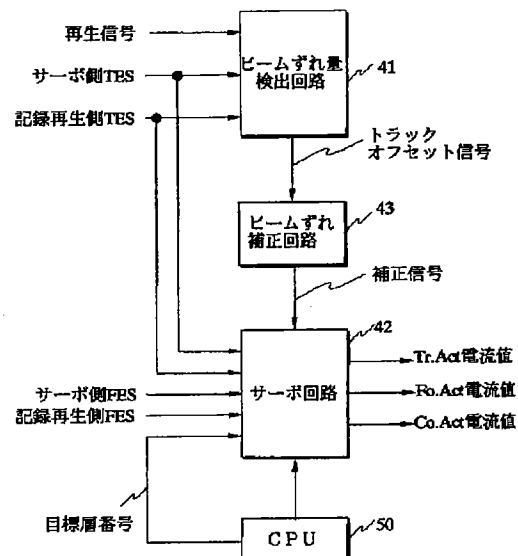 再生信号
サーボ側TES
記録再生側TES
ビームずれ量
検出回路
41
トラック
オフセット信号
ビームずれ
補正回路
43
補正信号
42
サーボ回路
サーボ側FES
記録再生側FES
Tr.Act電流値
Fo.Act電流値
Co.Act電流値
目標層番号
CPU
50